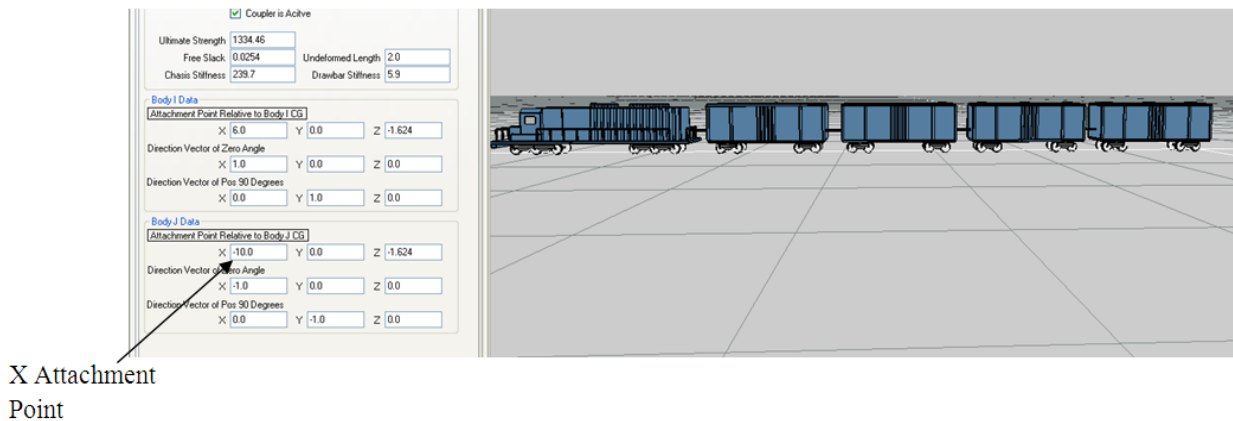 Coupler is Acitve
Ultimate Strength 1334.46
Free Slack 0.0254 Undeformed Length 2.0
Chasis Stiffness 239.7 Drawbar Stiffness 5.9
Body I Data
Attachment Point Relative to Body I CG
X 6.0 Y 0.0 Z -1.624
Direction Vector of Zero Angle
X 1.0 Y 0.0 Z 0.0
Direction Vector of Pos 90 Degrees
X 0.0 Y 1.0 Z 0.0
Body J Data
Attachment Point Relative to Body J CG
X -10.0 Y 0.0 Z -1.624
Direction Vector of Zero Angle
X -1.0 Y 0.0 Z 0.0
Direction Vector of Pos 90 Degrees
X 0.0 Y -1.0 Z 0.0
X Attachment
Point